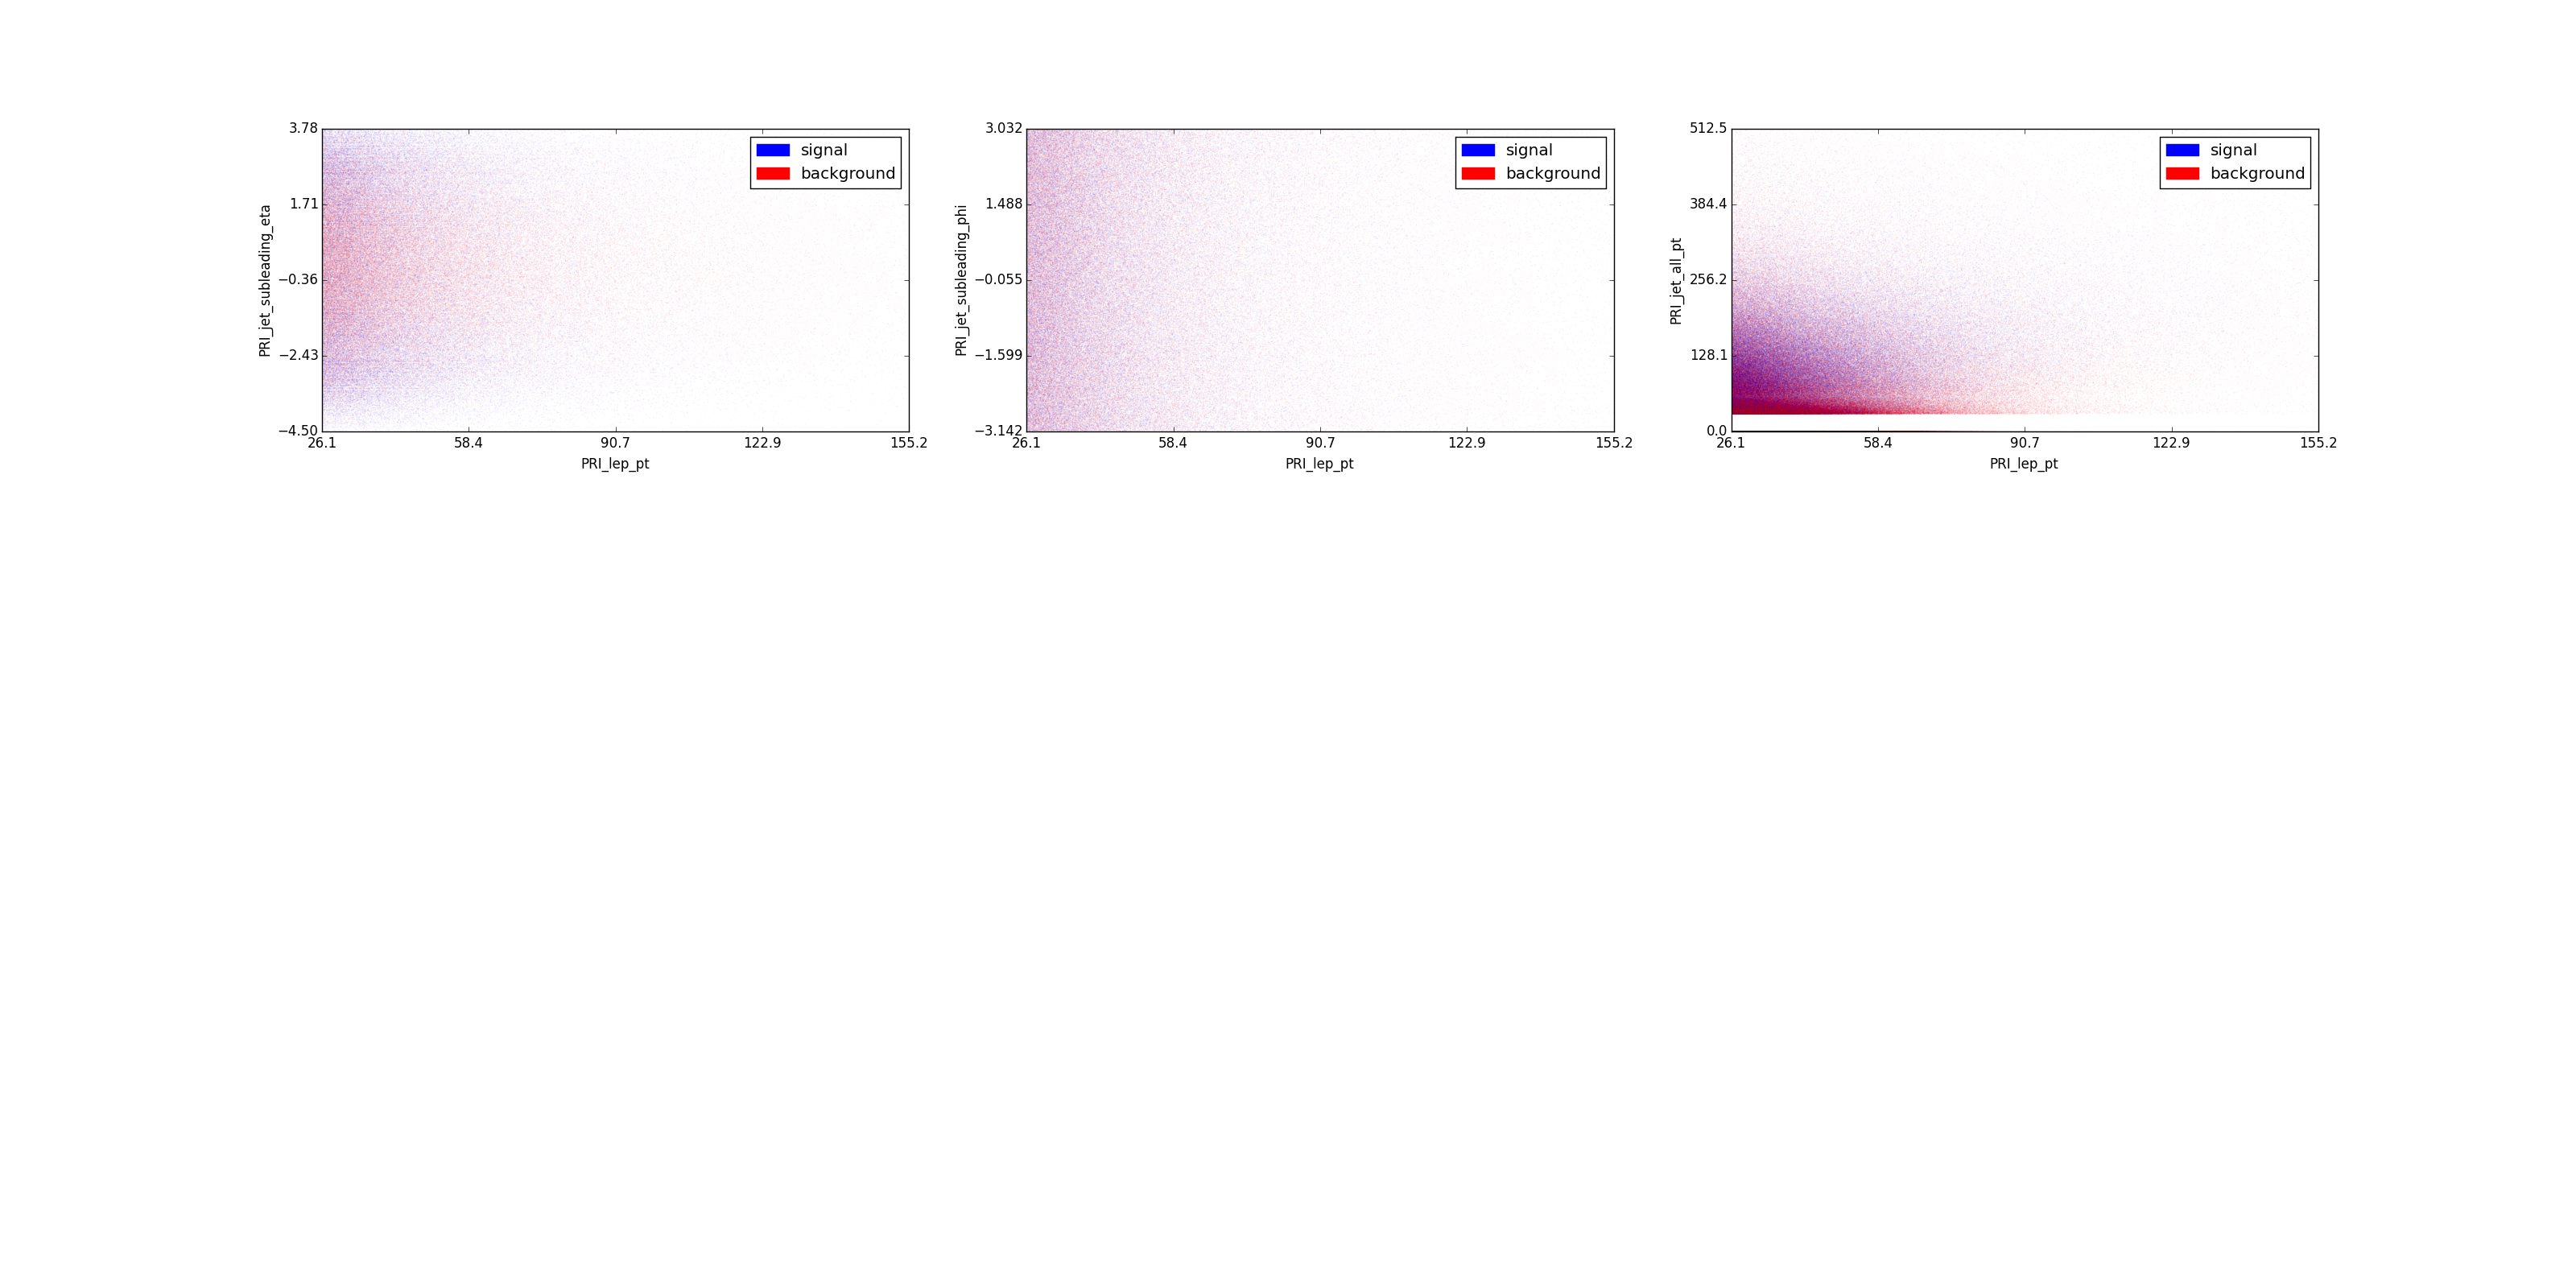 3.78
1.71
−0.36
−2.43
−4.50
PRI_jet_subleading_eta
26.1 58.4 90.7 122.9 155.2
PRI_lep_pt
signal
background
3.032
1.488
−0.055
−1.599
−3.142
PRI_jet_subleading_phi
26.1 58.4 90.7 122.9 155.2
PRI_lep_pt
signal
background
512.5
384.4
256.2
128.1
0.0
PRI_jet_all_pt
26.1 58.4 90.7 122.9 155.2
PRI_lep_pt
signal
background